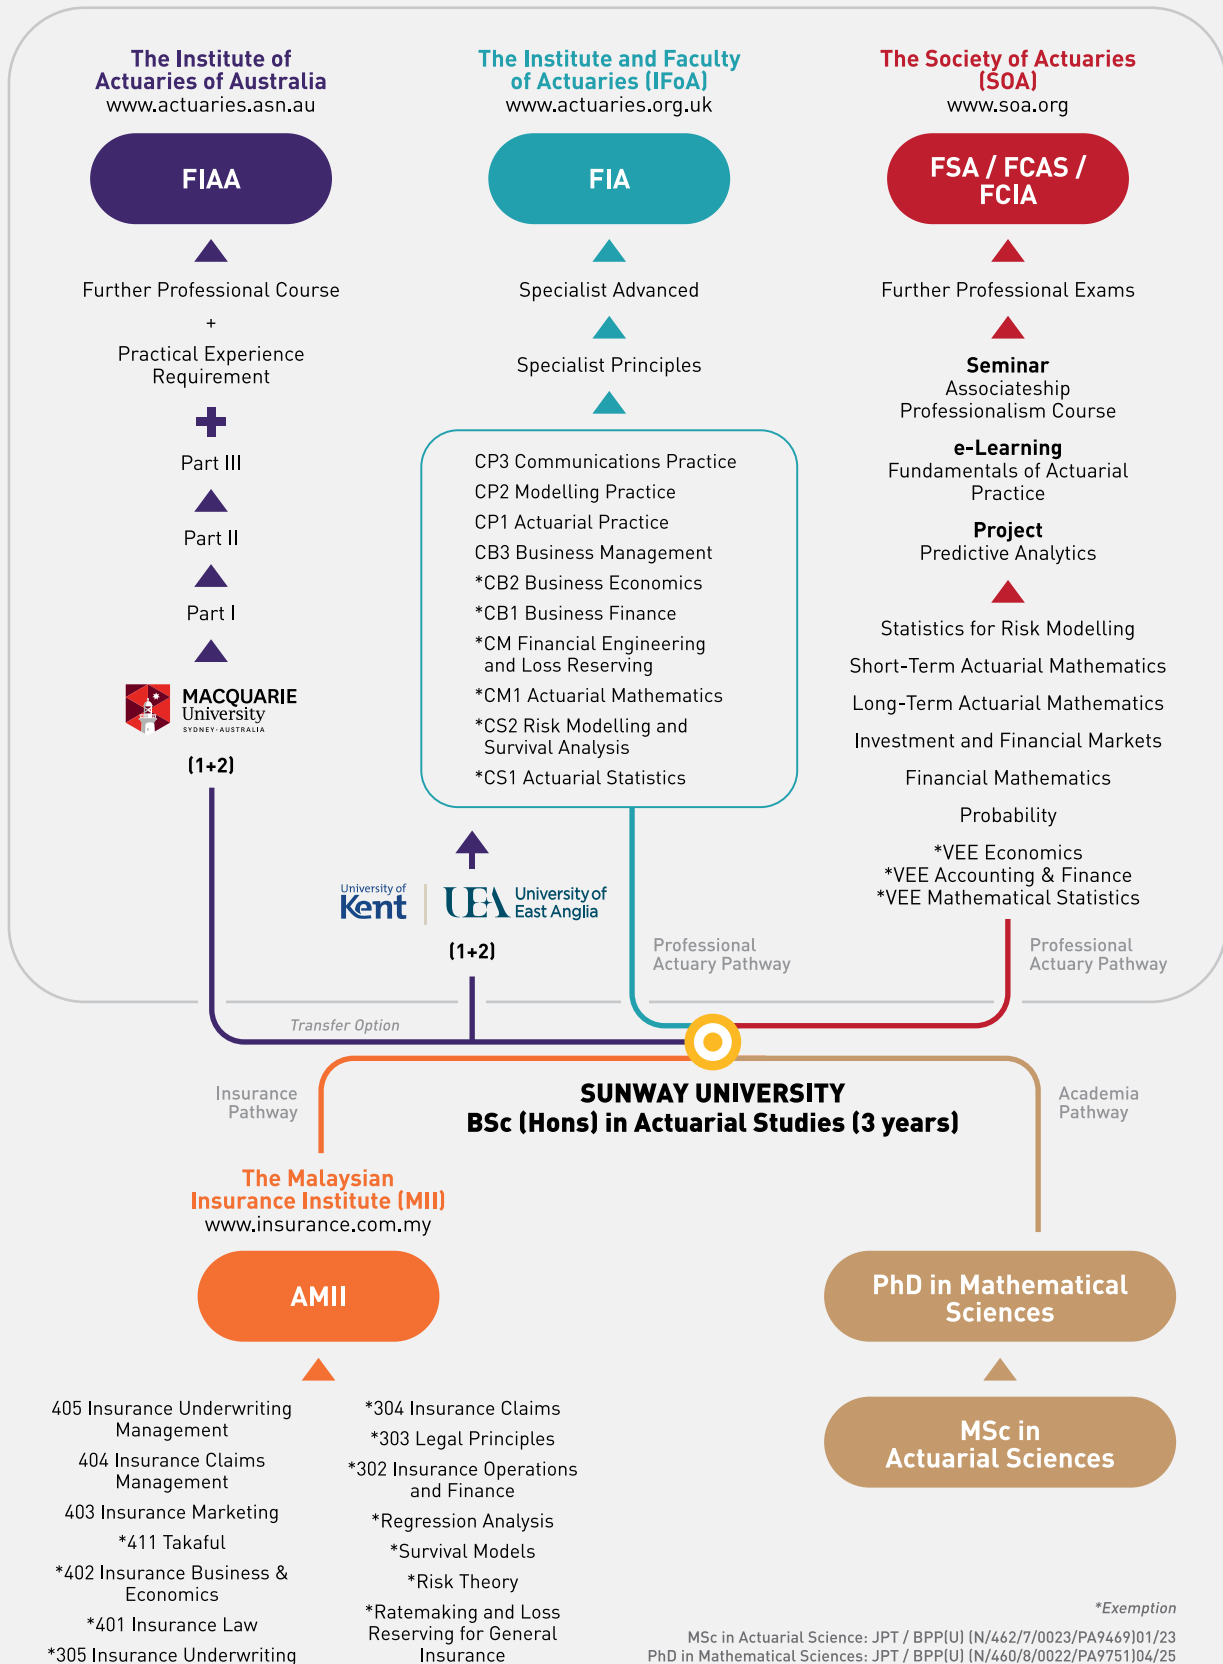 The Institute of
Actuaries of Australia
www.actuaries.asn.au
FIAA
Further Professional Course
+
Practical Experience
Requirement
Part III
Part II
Part I
MACQUARIE
University
SYDNEY·AUSTRALIA
(1+2)
The Institute and Faculty
of Actuaries (IFoA)
www.actuaries.org.uk
FIA
Specialist Advanced
Specialist Principles
CP3 Communications Practice
CP2 Modelling Practice
CP1 Actuarial Practice
CB3 Business Management
*CB2 Business Economics
*CB1 Business Finance
*CM Financial Engineering
and Loss Reserving
*CM1 Actuarial Mathematics
*CS2 Risk Modelling and
Survival Analysis
*CS1 Actuarial Statistics
University of
Kent
UEA
University of
East Anglia
(1+2)
Professional
Actuary Pathway
The Society of Actuaries
(SOA)
www.soa.org
FSA / FCAS /
FCIA
Further Professional Exams
Seminar
Associateship
Professionalism Course
e-Learning
Fundamentals of Actuarial
Practice
Project
Predictive Analytics
Statistics for Risk Modelling
Short-Term Actuarial Mathematics
Long-Term Actuarial Mathematics
Investment and Financial Markets
Financial Mathematics
Probability
*VEE Economics
*VEE Accounting & Finance
*VEE Mathematical Statistics
Professional
Actuary Pathway
Transfer Option
SUNWAY UNIVERSITY
BSc (Hons) in Actuarial Studies (3 years)
Insurance
Pathway
The Malaysian
Insurance Institute (MII)
www.insurance.com.my
AMII
405 Insurance Underwriting
Management
404 Insurance Claims
Management
403 Insurance Marketing
*411 Takaful
*402 Insurance Business &
Economics
*401 Insurance Law
*305 Insurance Underwriting
*304 Insurance Claims
*303 Legal Principles
*302 Insurance Operations
and Finance
*Regression Analysis
*Survival Models
*Risk Theory
*Ratemaking and Loss
Reserving for General
Insurance
Academia
Pathway
PhD in Mathematical
Sciences
MSc in
Actuarial Sciences
*Exemption
MSc in Actuarial Science: JPT / BPP(U) (N/462/7/0023/PA9469)01/23
PhD in Mathematical Sciences: JPT / BPP(U) (N/460/8/0022/PA9751)04/25